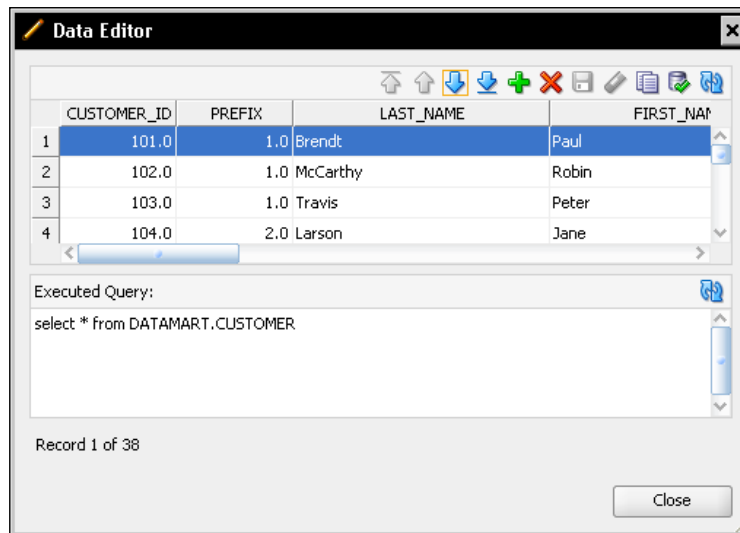 Data Editor
CUSTOMER_ID PREFIX LAST_NAME FIRST_NAM
1 101.0 1.0 Brendt Paul
2 102.0 1.0 McCarthy Robin
3 103.0 1.0 Travis Peter
4 104.0 2.0 Larson Jane
Executed Query:
select * from DATAMART.CUSTOMER
Record 1 of 38
Close